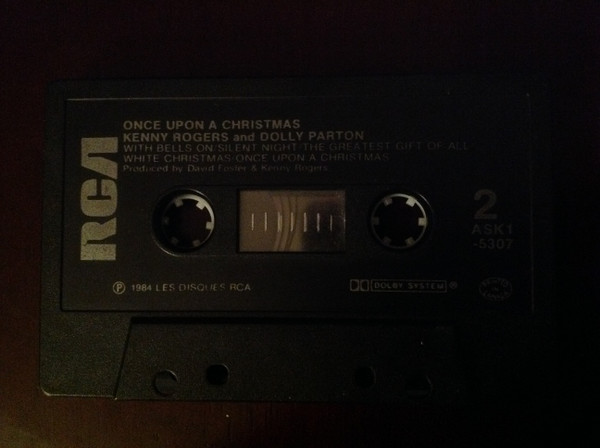 RCA
ONCE UPON A CHRISTMAS
KENNY ROGERS and DOLLY PARTON
WITH BELLS ON·SILENT NIGHT·THE GREATEST GIFT OF ALL·
WHITE CHRISTMAS·ONCE UPON A CHRISTMAS
Produced by David Foster & Kenny Rogers
2
ASK1
-5307
Ⓟ 1984 LES DISQUES RCA
DOLBY SYSTEM ®